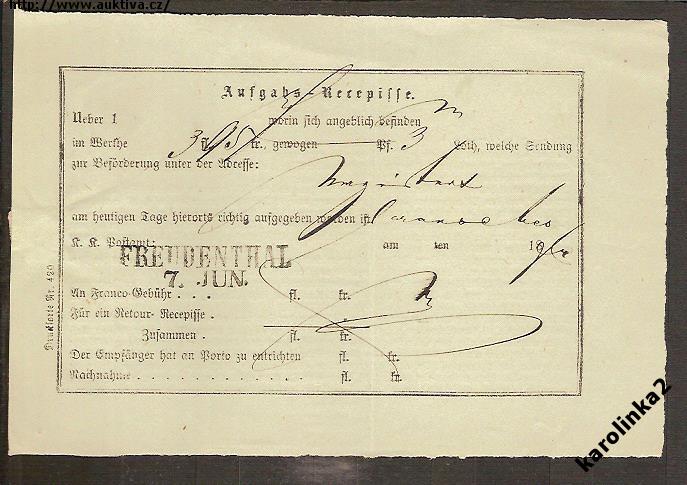 http://www.auktiva.cz/
Aufgabs-Recepisse.
Ueber 1 worin sich angeblich befinden
im Werthe fl. kr., gewogen Pf. 3 Loth, welche Sendung
zur Beförderung unter der Adresse:
Magistrat
am heutigen Tage hierorts richtig aufgegeben worden ist
K. K. Postamt: am ten 18
FREUDENTHAL
7. JUN.
An Franco-Gebühr . . . fl. kr.
Für ein Retour-Recepisse .
Zusammen . fl. kr.
Der Empfänger hat an Porto zu entrichten fl. kr.
Nachnahme . . . . . . . . . . . . . fl. kr.
Drucksorte Nr. 420
karolinka2